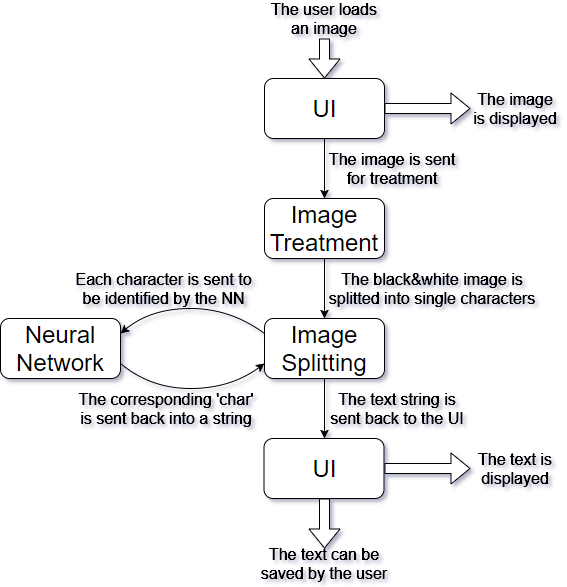 The user loads
an image
UI
The image
is displayed
The image is sent
for treatment
Image
Treatment
The black&white image is
splitted into single characters
Each character is sent to
be identified by the NN
Neural
Network
Image
Splitting
The corresponding 'char'
is sent back into a string
The text string is
sent back to the UI
UI
The text is
displayed
The text can be
saved by the user